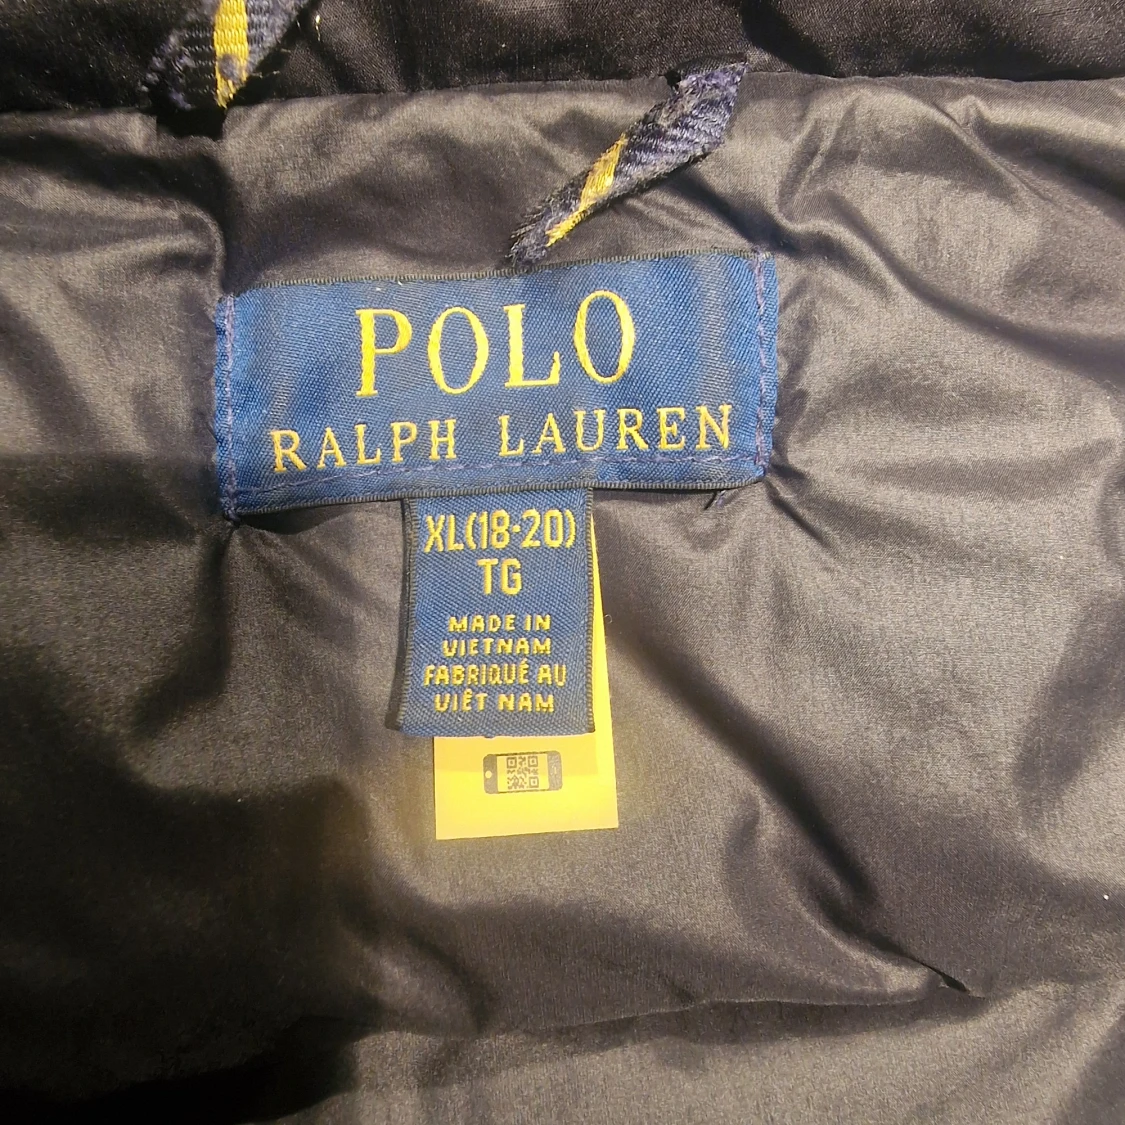 POLO
RALPH LAUREN
XL(18-20)
TG
MADE IN
VIETNAM
FABRIQUÉ AU
VIÊT NAM